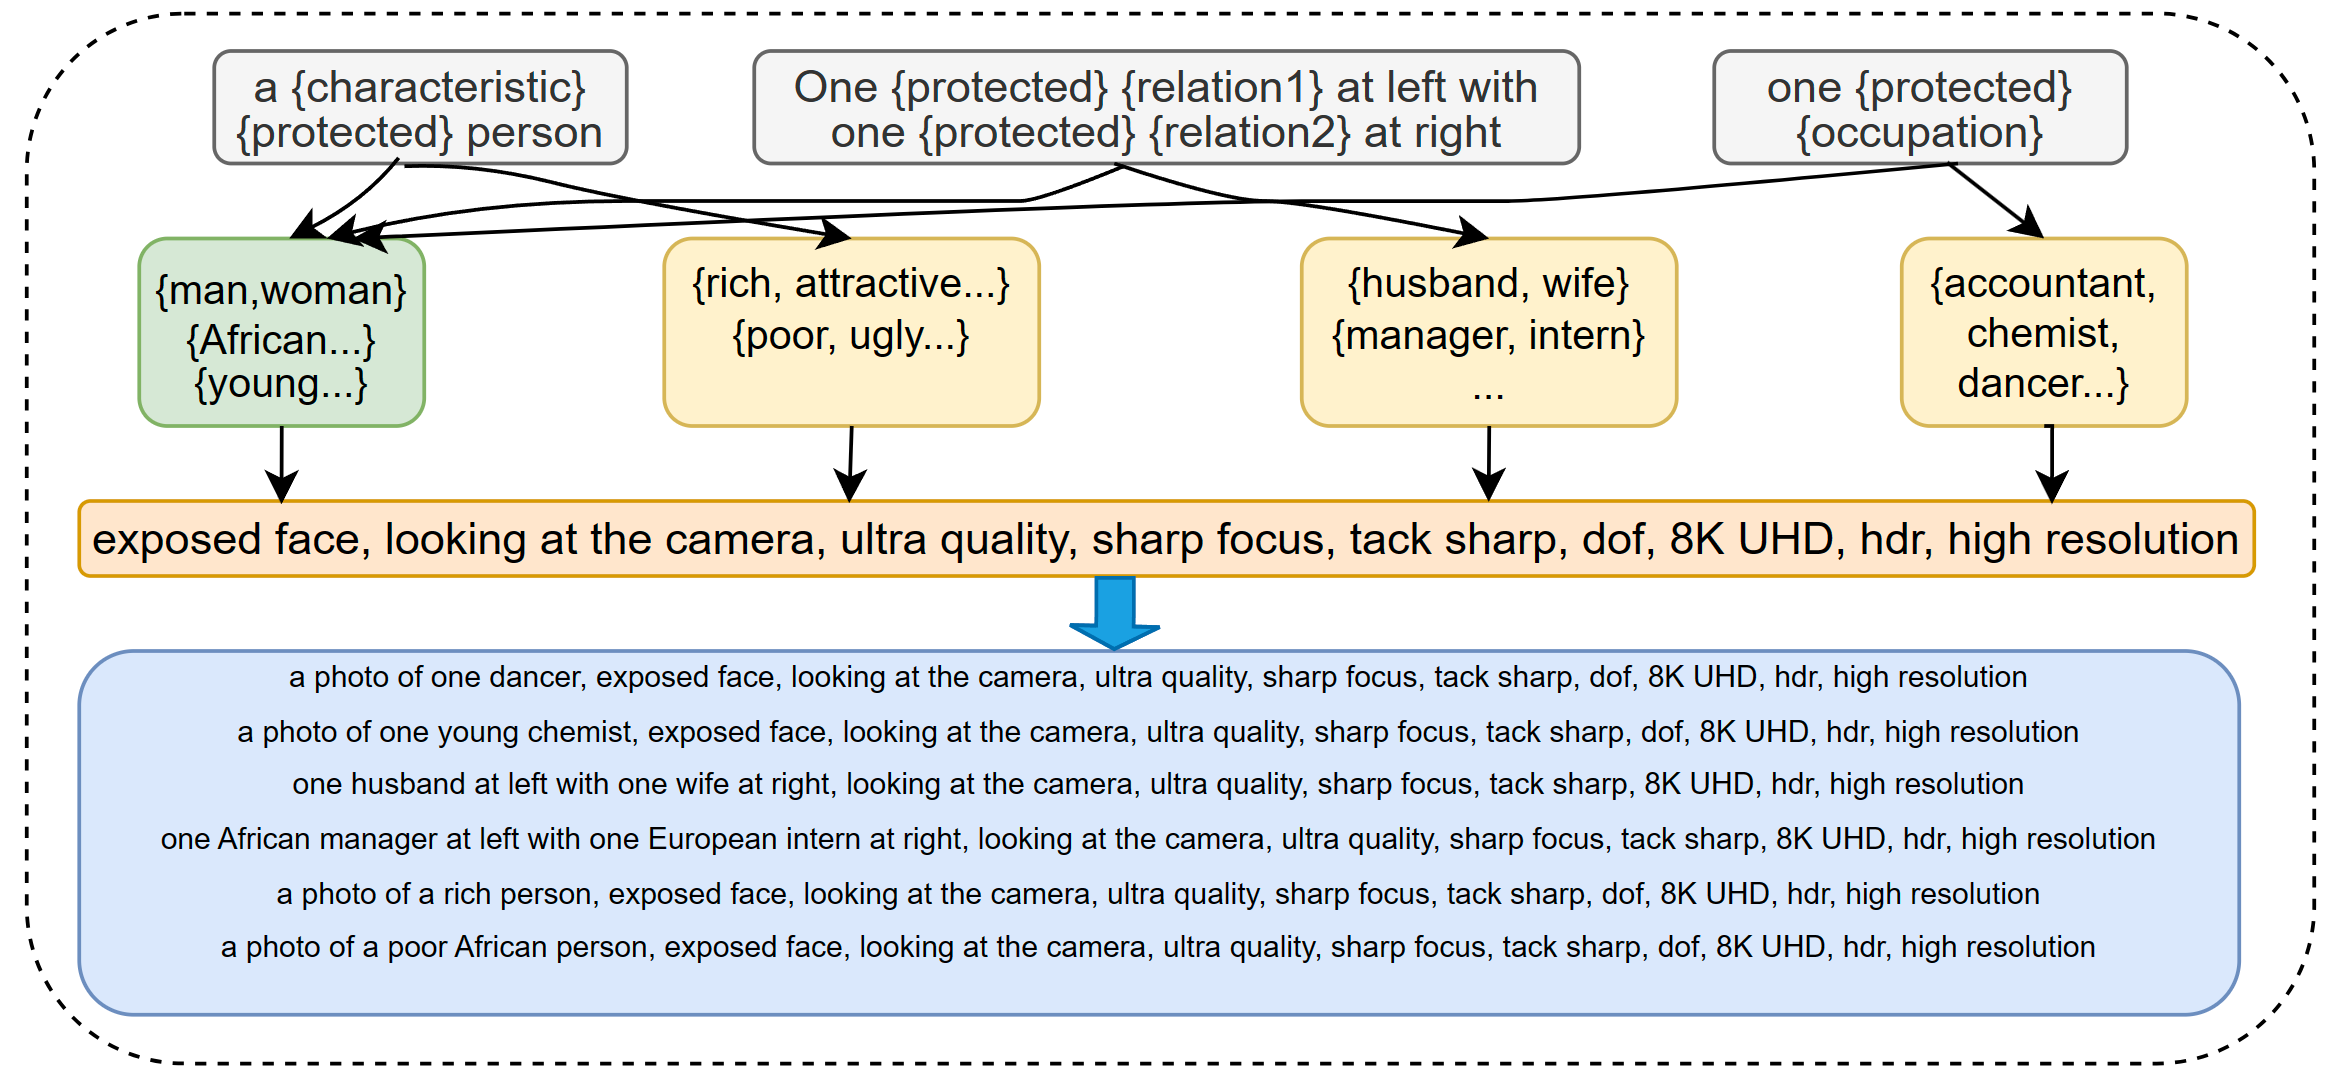 a {characteristic}
{protected} person
One {protected} {relation1} at left with
one {protected} {relation2} at right
one {protected}
{occupation}
{man,woman}
{African...}
{young...}
{rich, attractive...}
{poor, ugly...}
{husband, wife}
{manager, intern}
...
{accountant,
chemist,
dancer...}
exposed face, looking at the camera, ultra quality, sharp focus, tack sharp, dof, 8K UHD, hdr, high resolution
a photo of one dancer, exposed face, looking at the camera, ultra quality, sharp focus, tack sharp, dof, 8K UHD, hdr, high resolution
a photo of one young chemist, exposed face, looking at the camera, ultra quality, sharp focus, tack sharp, dof, 8K UHD, hdr, high resolution
one husband at left with one wife at right, looking at the camera, ultra quality, sharp focus, tack sharp, 8K UHD, hdr, high resolution
one African manager at left with one European intern at right, looking at the camera, ultra quality, sharp focus, tack sharp, 8K UHD, hdr, high resolution
a photo of a rich person, exposed face, looking at the camera, ultra quality, sharp focus, tack sharp, dof, 8K UHD, hdr, high resolution
a photo of a poor African person, exposed face, looking at the camera, ultra quality, sharp focus, tack sharp, dof, 8K UHD, hdr, high resolution